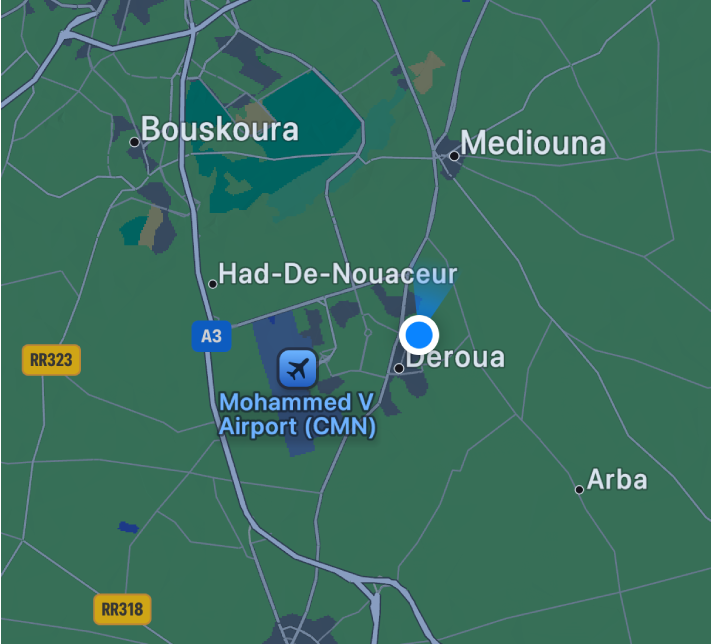 Bouskoura
Mediouna
Had-De-Nouaceur
A3
RR323
Deroua
Mohammed V
Airport (CMN)
Arba
RR318